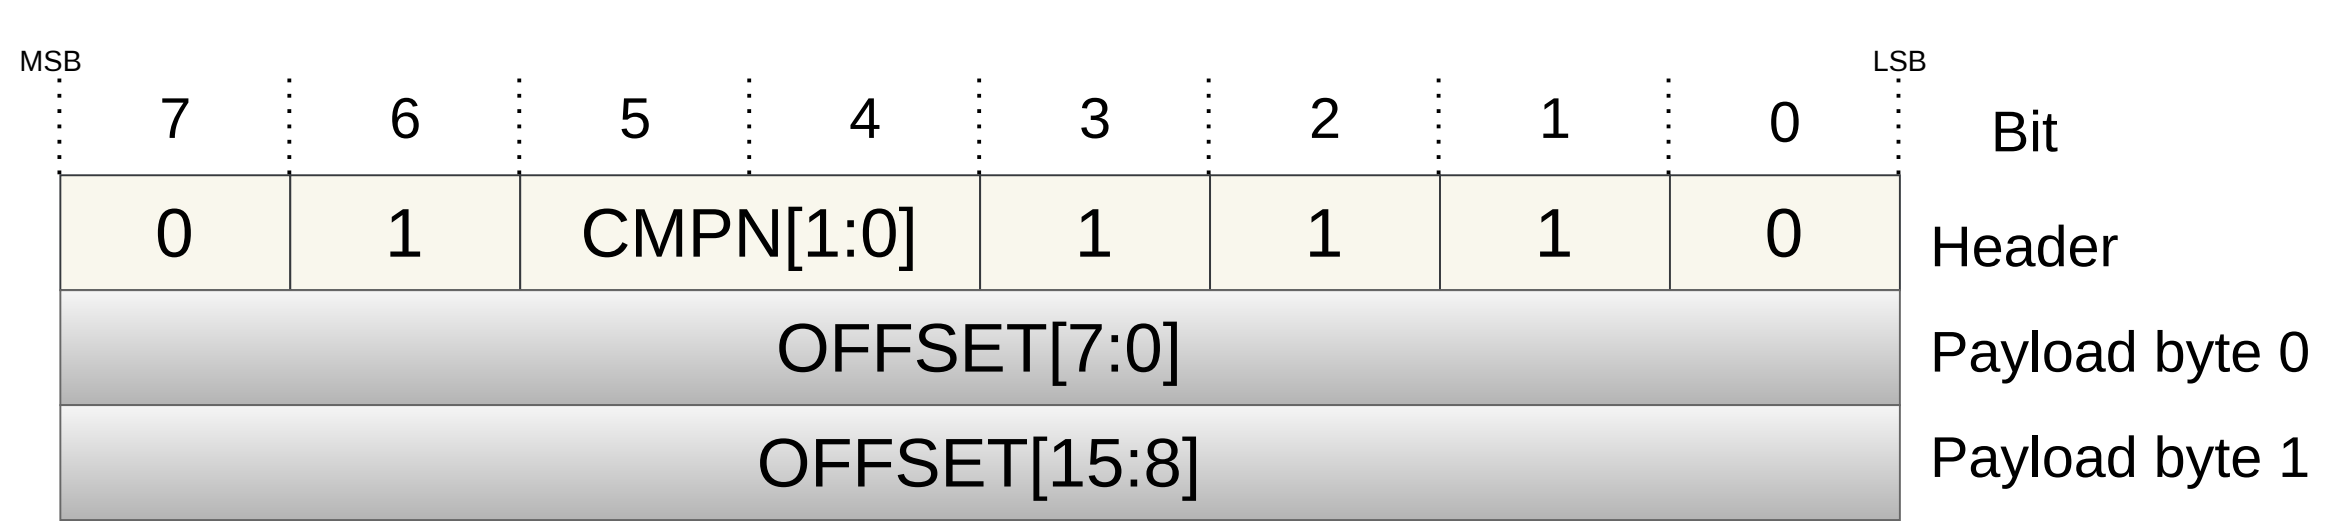 MSB LSB
7 6 5 4 3 2 1 0 Bit
0 1 CMPN[1:0] 1 1 1 0 Header
OFFSET[7:0] Payload byte 0
OFFSET[15:8] Payload byte 1